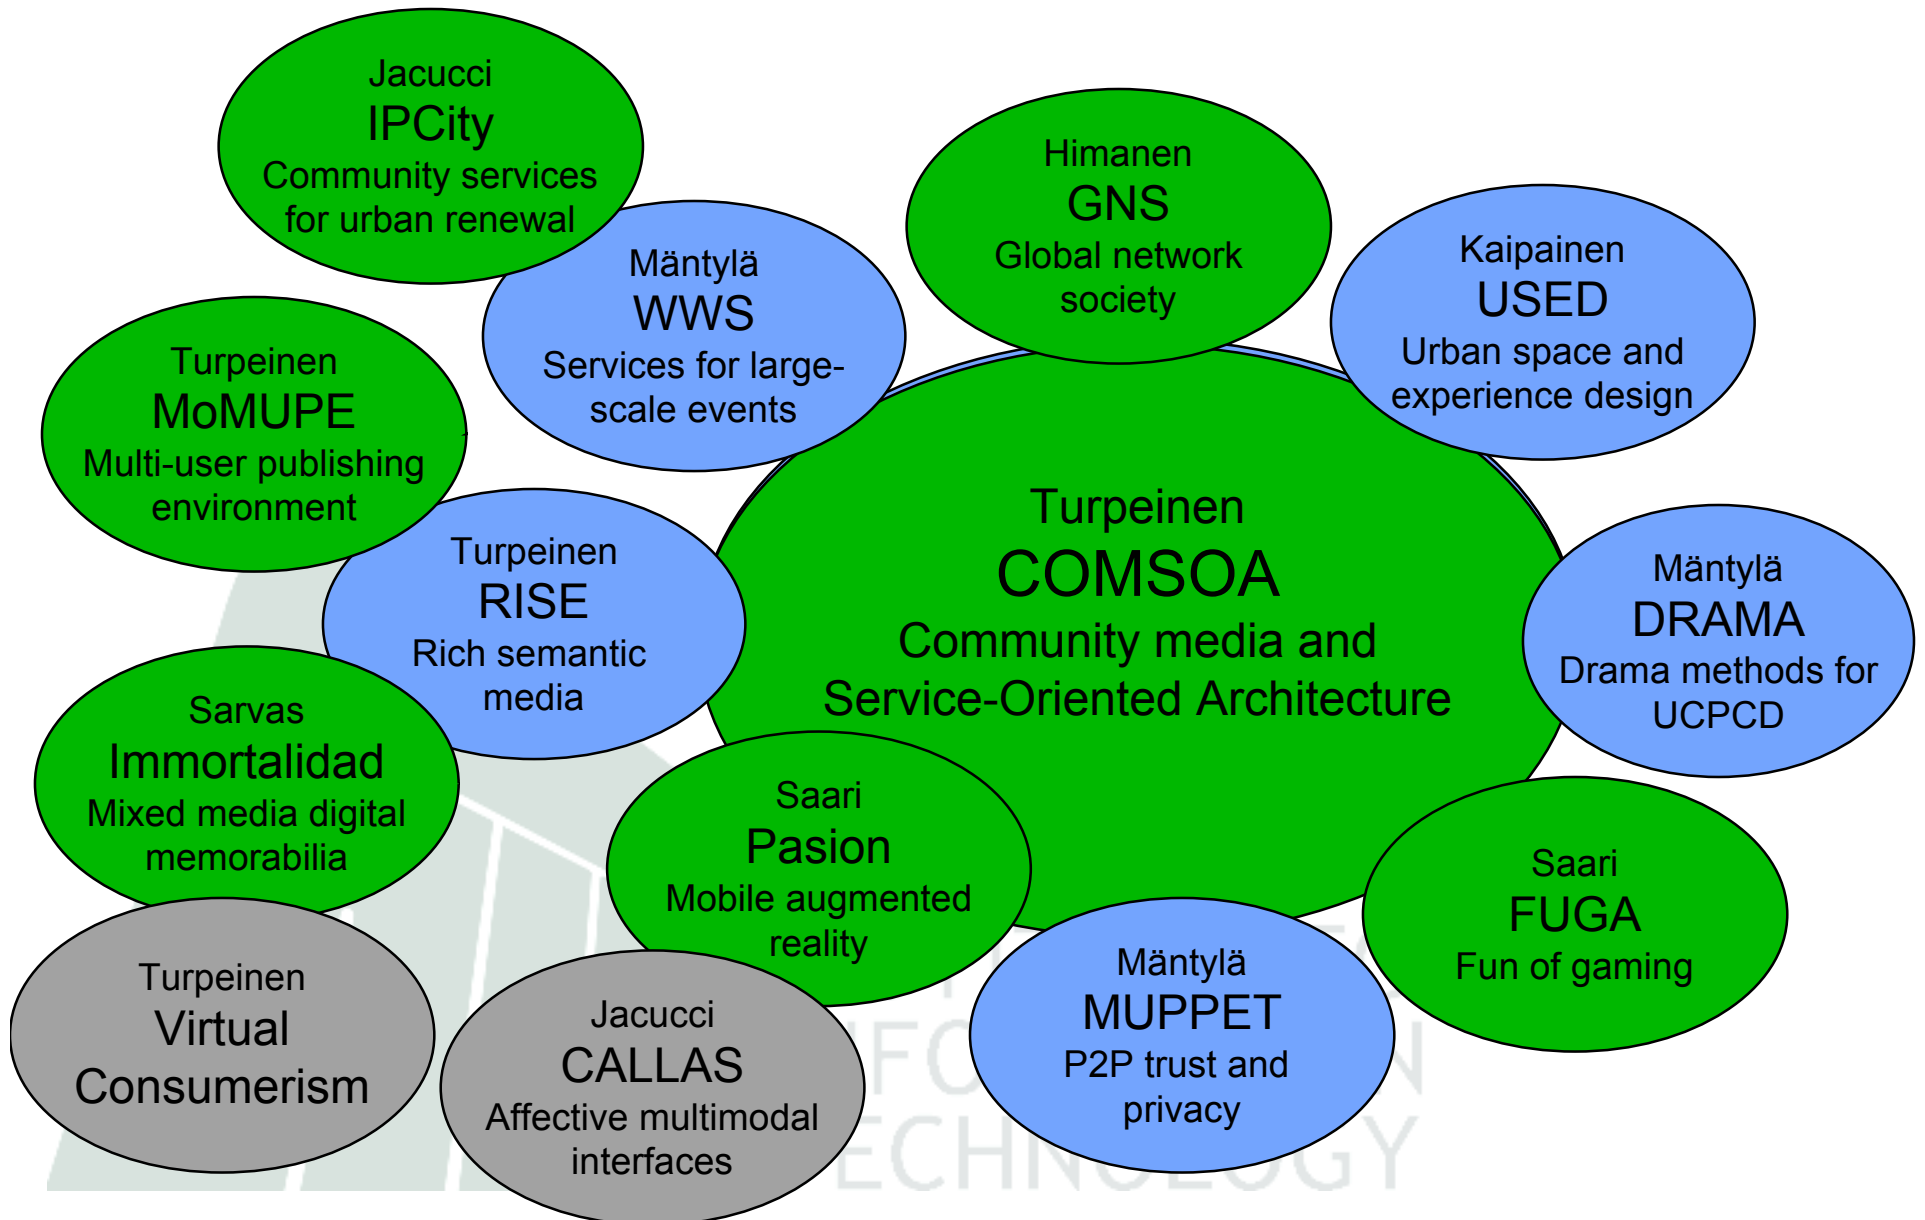 Jacucci
IPCity
Community services
for urban renewal
Himanen
GNS
Global network
society
Mäntylä
WWS
Services for large-
scale events
Kaipainen
USED
Urban space and
experience design
Turpeinen
MoMUPE
Multi-user publishing
environment
Turpeinen
COMSOA
Community media and
Service-Oriented Architecture
Turpeinen
RISE
Rich semantic
media
Mäntylä
DRAMA
Drama methods for
UCPCD
Sarvas
Immortalidad
Mixed media digital
memorabilia
Saari
Pasion
Mobile augmented
reality
Saari
FUGA
Fun of gaming
Turpeinen
Virtual
Consumerism
Jacucci
CALLAS
Affective multimodal
interfaces
Mäntylä
MUPPET
P2P trust and
privacy